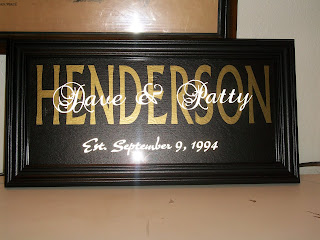 HENDERSON
Dave & Patty
Est. September 9, 1994